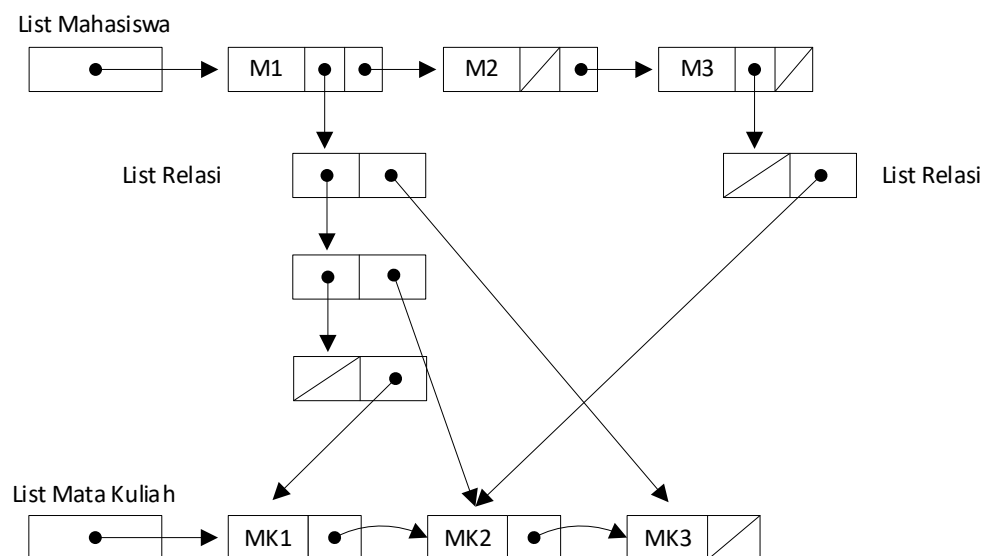 List Mahasiswa
M1
M2
M3
List Relasi
List Relasi
List Mata Kuliah
MK1
MK2
MK3